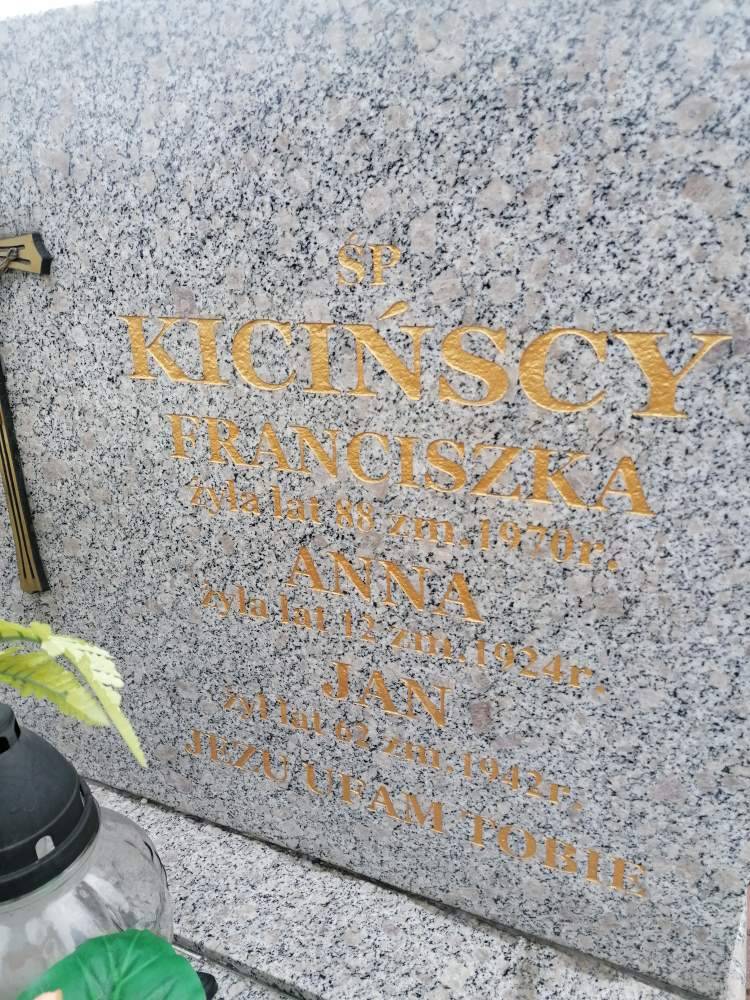 ŚP
KICIŃSCY
FRANCISZKA
żyła lat 88 zm.1970r.
ANNA
żyła lat 12 zm.1924r.
JAN
żył lat 62 zm.1942r.
JEZU UFAM TOBIE